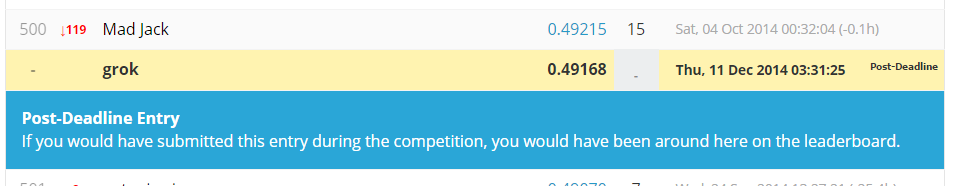 500 ↓119 Mad Jack 0.49215 15 Sat, 04 Oct 2014 00:32:04 (-0.1h)
- grok 0.49168 - Thu, 11 Dec 2014 03:31:25 Post-Deadline
Post-Deadline Entry
If you would have submitted this entry during the competition, you would have been around here on the leaderboard.